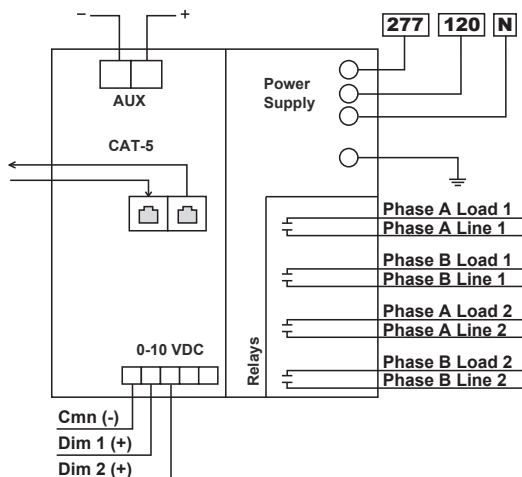 − +
277 120 N
AUX
Power
Supply
CAT-5
Phase A Load 1
Phase A Line 1
Phase B Load 1
Phase B Line 1
Phase A Load 2
Phase A Line 2
Phase B Load 2
Phase B Line 2
Relays
0-10 VDC
Cmn (-)
Dim 1 (+)
Dim 2 (+)